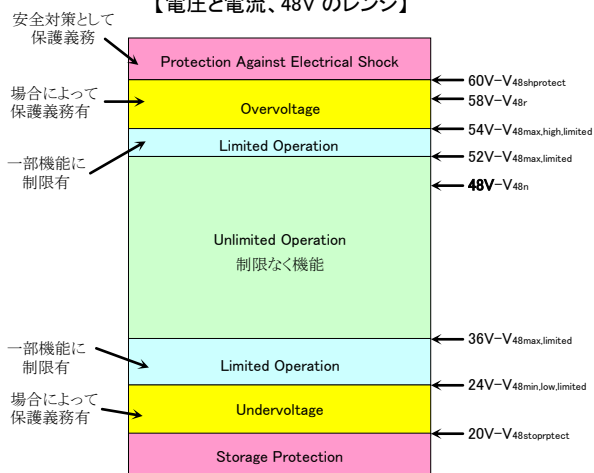 【電圧と電流、48V のレンジ】
安全対策として
保護義務
Protection Against Electrical Shock
60V-V48shprotect
場合によって
保護義務有
58V-V48r
Overvoltage
54V-V48max,high,limited
Limited Operation
52V-V48max,limited
一部機能に
制限有
48V-V48n
Unlimited Operation
制限なく機能
36V-V48max,limited
一部機能に
制限有
Limited Operation
24V-V48min,low,limited
場合によって
保護義務有
Undervoltage
20V-V48stoprptect
Storage Protection